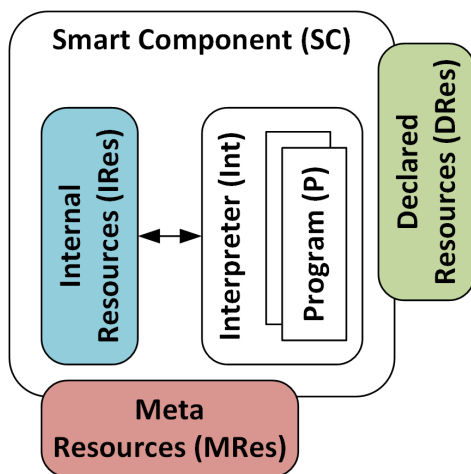 Smart Component (SC)
Internal
Resources (IRes)
Interpreter (Int)
Program (P)
Declared
Resources (DRes)
Meta
Resources (MRes)